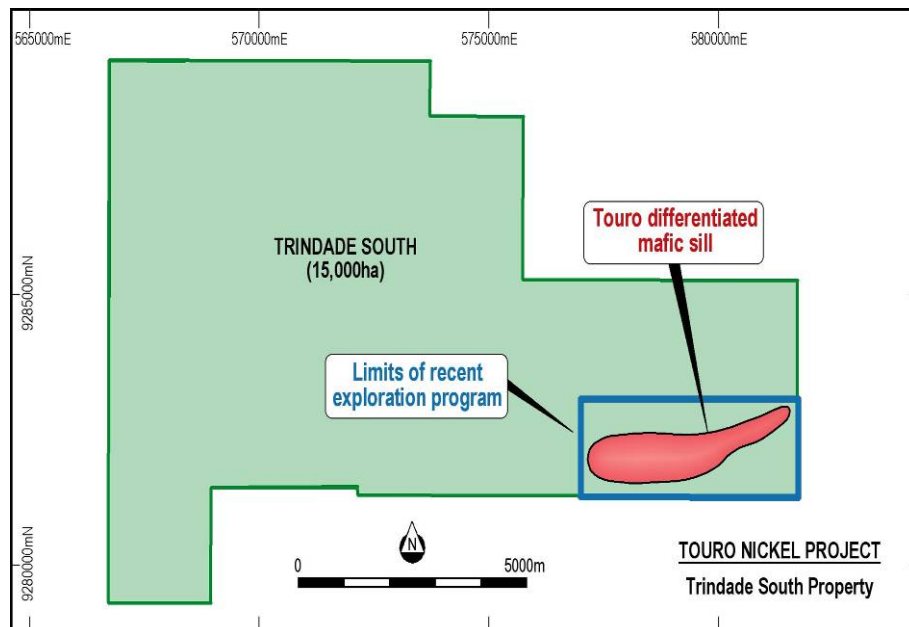 565000mE
570000mE
575000mE
580000mE
Touro differentiated
mafic sill
TRINDADE SOUTH
(15,000ha)
9285000mN
Limits of recent
exploration program
N
0
5000m
9280000mN
TOURO NICKEL PROJECT
Trindade South Property